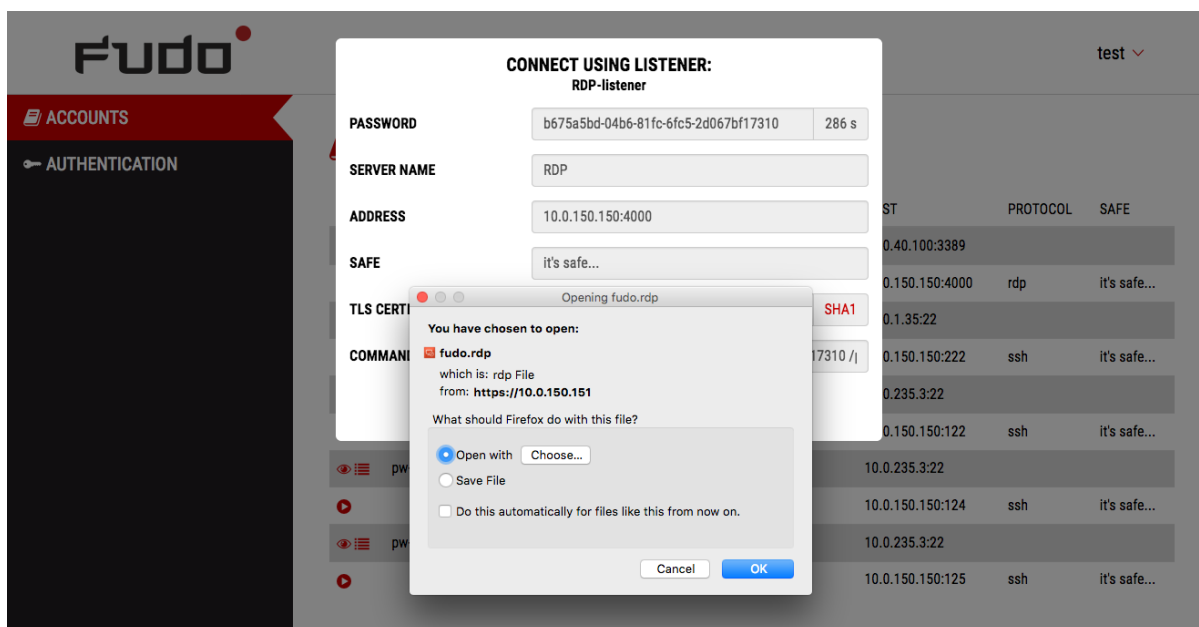 Fudo
test
CONNECT USING LISTENER:
RDP-listener
ACCOUNTS
AUTHENTICATION
PASSWORD b675a5bd-04b6-81fc-6fc5-2d067bf17310 286 s
SERVER NAME RDP
ADDRESS 10.0.150.150:4000
SAFE it's safe...
TLS CERTI SHA1
COMMAN 17310 /p
Opening fudo.rdp
You have chosen to open:
fudo.rdp
which is: rdp File
from: https://10.0.150.151
What should Firefox do with this file?
Open with Choose...
Save File
Do this automatically for files like this from now on.
Cancel OK
ST PROTOCOL SAFE
0.40.100:3389
0.150.150:4000 rdp it's safe...
0.1.35:22
0.150.150:222 ssh it's safe...
0.235.3:22
0.150.150:122 ssh it's safe...
pw- 10.0.235.3:22
10.0.150.150:124 ssh it's safe...
pw- 10.0.235.3:22
10.0.150.150:125 ssh it's safe...